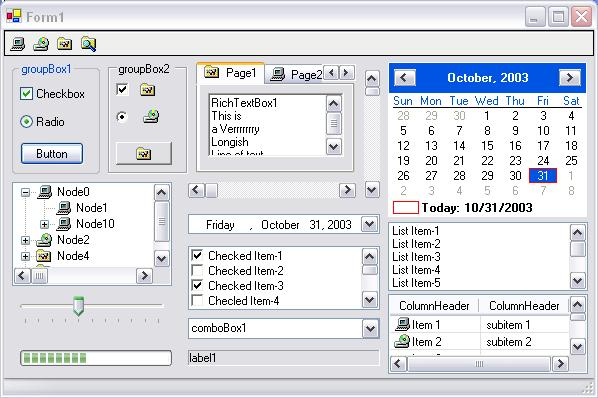 Form1
groupBox1
Checkbox
Radio
Button
groupBox2
Page1
Page2
RichTextBox1
This is
a Verrrrrrry
Longish
Line of text
October, 2003
Sun Mon Tue Wed Thu Fri Sat
28 29 30 1 2 3 4
5 6 7 8 9 10 11
12 13 14 15 16 17 18
19 20 21 22 23 24 25
26 27 28 29 30 31 1
2 3 4 5 6 7 8
Today: 10/31/2003
Node0
Node1
Node10
Node2
Node4
Friday , October 31, 2003
Checked Item-1
Checked Item-2
Checked Item-3
Checled Item-4
comboBox1
label1
List Item-1
List Item-2
List Item-3
List Item-4
List Item-5
ColumnHeader ColumnHeader
Item 1 subitem 1
Item 2 subitem 2